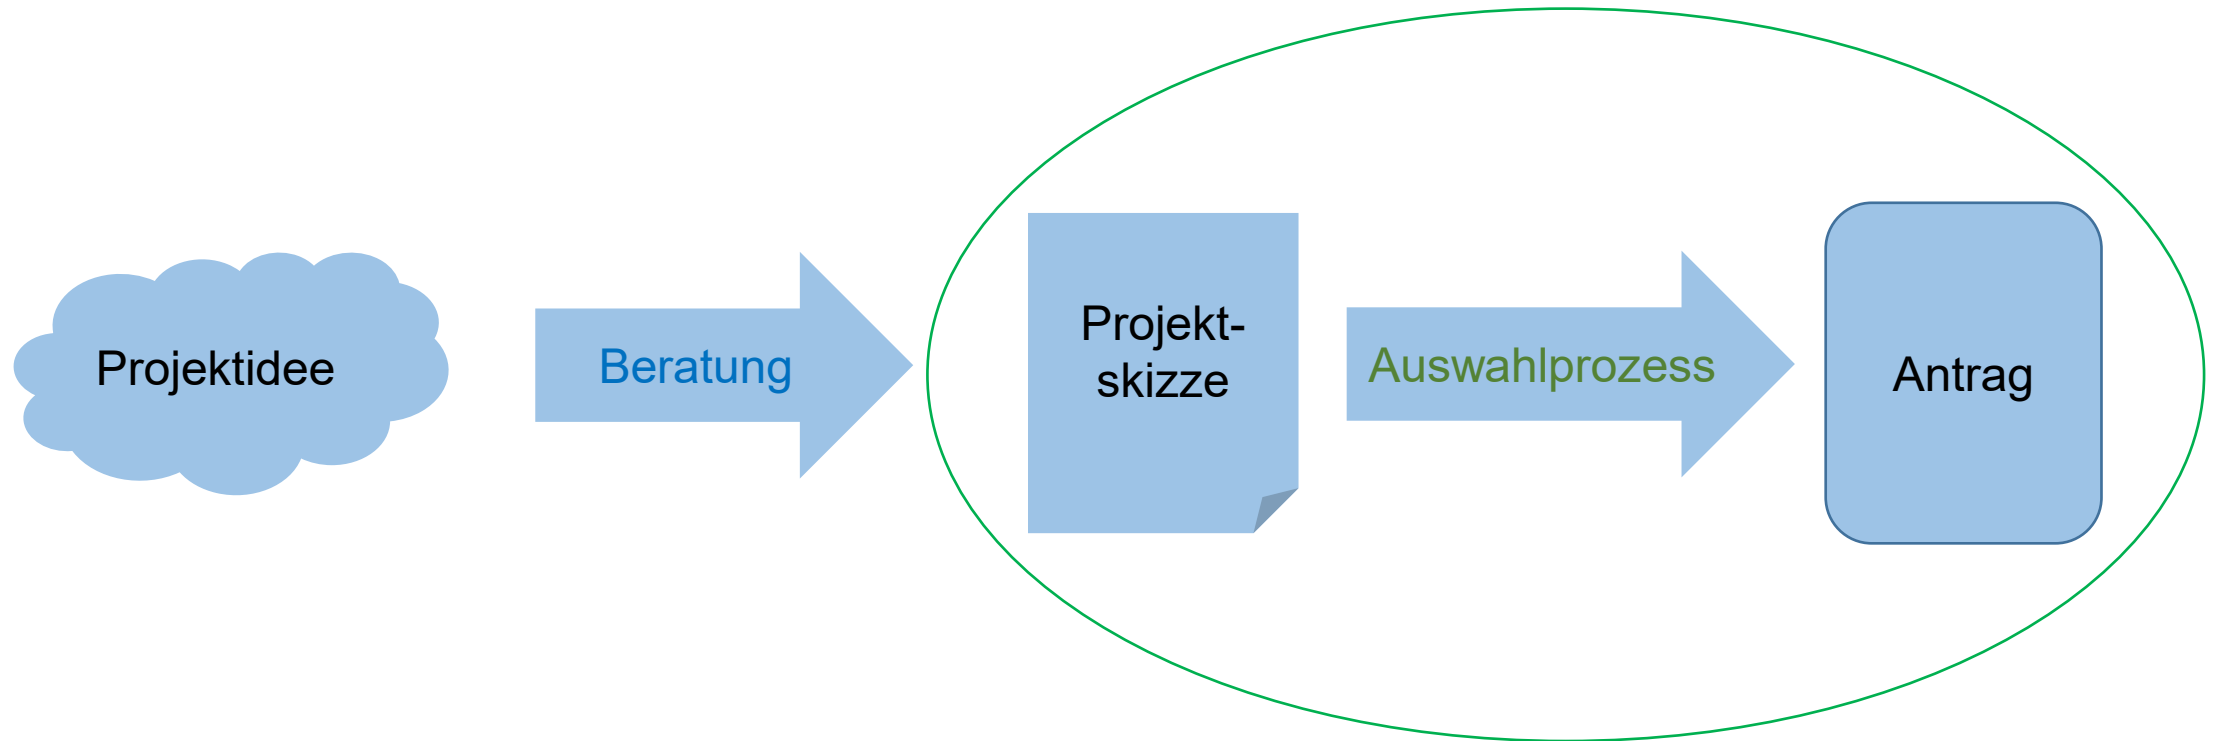 Projektidee
Beratung
Projekt-
skizze
Auswahlprozess
Antrag